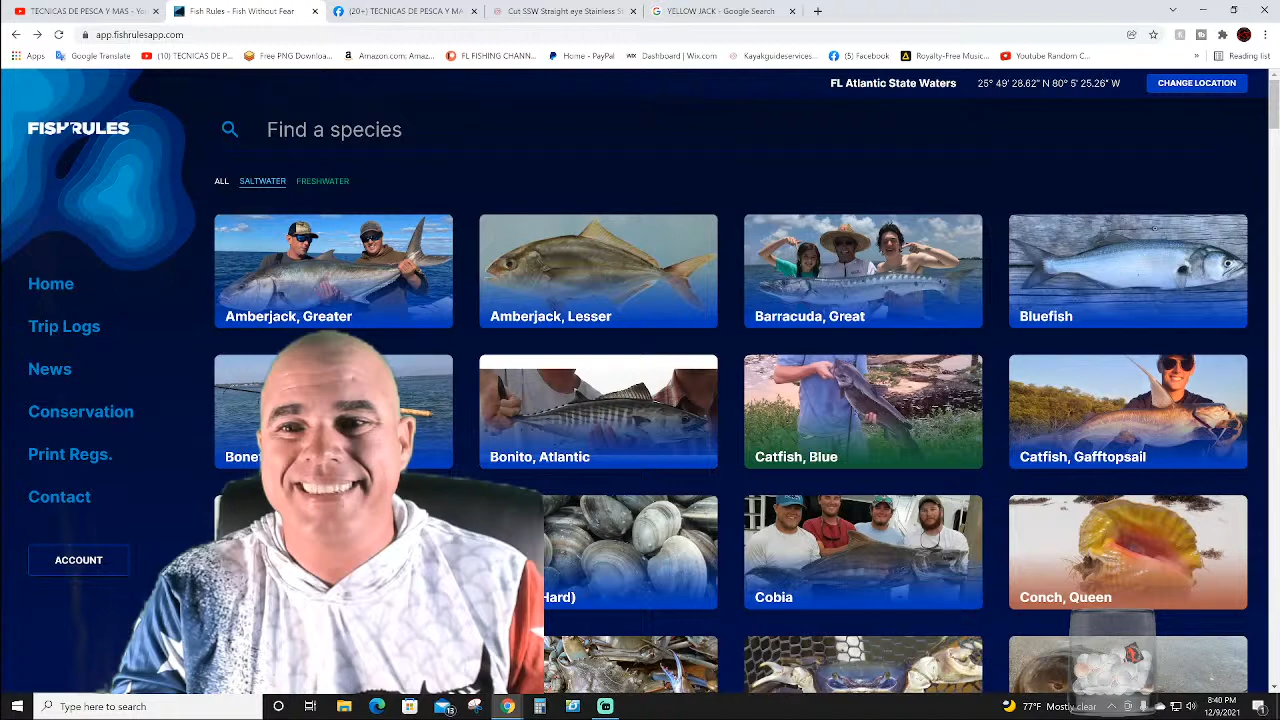 TECNICAS DE PESCA Y MAS - Yo
Fish Rules - Without Fear
(20+) TECNICAS DE PESCA Y MA
Cut SSW Straight eye Stainless St
YELLOW JACK - Google Search
app.fishrulesapp.com
Apps
Google Translate
TECNICAS DE P...
PNG Downloa...
Amazon.com: Amaz...
FL FISHING CHANN...
Home - PayPal
Dashboard | Wix.com
Kayakguideservices...
(5) Facebook
Royalty-Free Music...
Youtube Random C...
Reading list
FL Atlantic State Waters
25° 49' 28.62" N 80° 5' 25.26" W
CHANGE LOCATION
FISHRULES
Find a species
ALL
SALTWATER
FRESHWATER
Home
Trip Logs
News
Conservation
Print Regs.
Contact
ACCOUNT
Amberjack, Greater
Amberjack, Lesser
Barracuda, Great
Bluefish
Bonef
Bonito, Atlantic
Catfish, Blue
Catfish, Gafftopsail
Hard)
Cobia
Conch, Queen
Type here to search
13
77°F Mostly clear
8:40 PM
12/9/2021